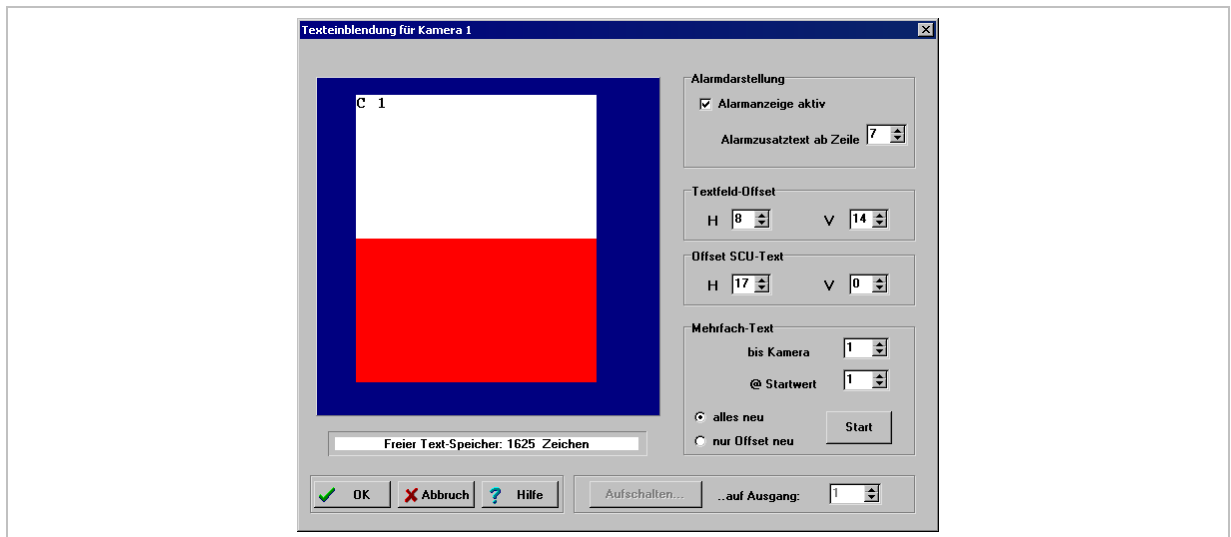 Texteinblendung für Kamera 1
C 1
Freier Text-Speicher: 1625 Zeichen
Alarmdarstellung
Alarmanzeige aktiv
Alarmzusatztext ab Zeile 7
Textfeld-Offset
H 8 V 14
Offset SCU-Text
H 17 V 0
Mehrfach-Text
bis Kamera 1
@ Startwert 1
alles neu
nur Offset neu
Start
OK Abbruch ? Hilfe Aufschalten... ..auf Ausgang: 1